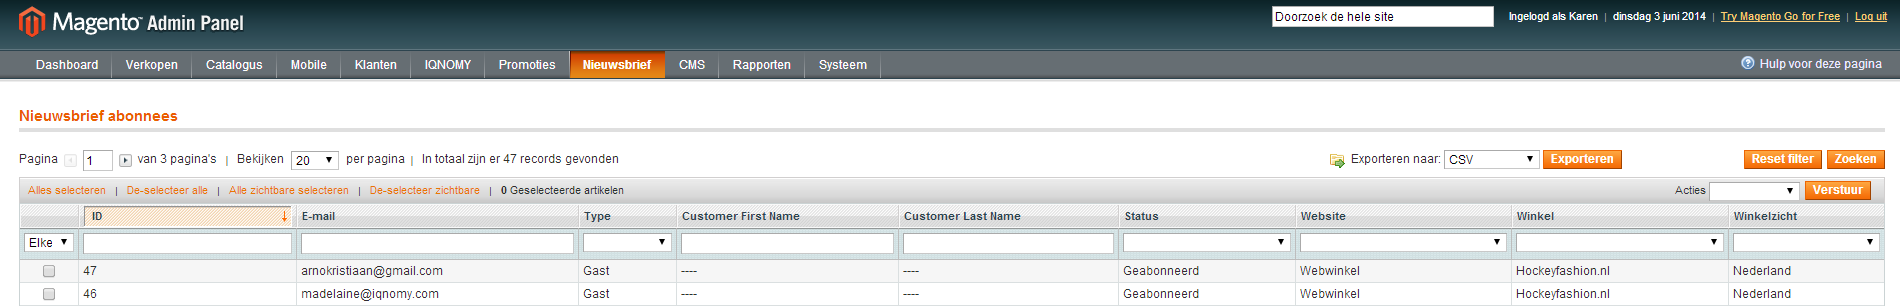 Magento™ Admin Panel
Doorzoek de hele site
Ingelogd als Karen | dinsdag 3 juni 2014 | Try Magento Go for Free | Log uit
Dashboard Verkopen Catalogus Mobile Klanten IQNOMY Promoties Nieuwsbrief CMS Rapporten Systeem
Hulp voor deze pagina
Nieuwsbrief abonnees
Pagina 1 van 3 pagina's | Bekijken 20 per pagina | In totaal zijn er 47 records gevonden
Exporteren naar: CSV Exporteren Reset filter Zoeken
Alles selecteren | De-selecteer alle | Alle zichtbare selecteren | De-selecteer zichtbare | 0 Geselecteerde artikelen
Acties Verstuur
ID E-mail Type Customer First Name Customer Last Name Status Website Winkel Winkelzicht
Elke
47 arnokristiaan@gmail.com Gast ---- ---- Geabonneerd Webwinkel Hockeyfashion.nl Nederland
46 madelaine@iqnomy.com Gast ---- ---- Geabonneerd Webwinkel Hockeyfashion.nl Nederland